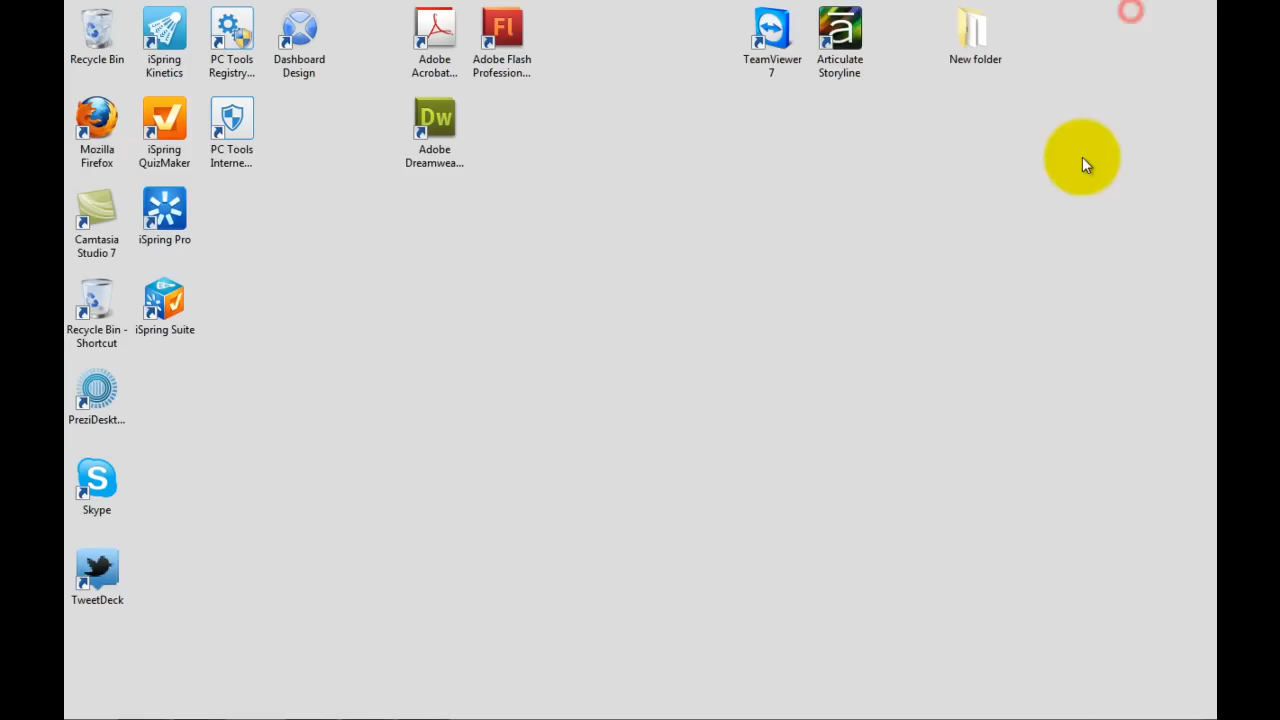 Recycle Bin
iSpring
Kinetics
PC Tools
Registry...
Dashboard
Design
Adobe
Acrobat...
Fl
Adobe Flash
Profession...
TeamViewer
7
ā
Articulate
Storyline
New folder
Mozilla
Firefox
iSpring
QuizMaker
PC Tools
Interne...
Dw
Adobe
Dreamwea...
Camtasia
Studio 7
iSpring Pro
Recycle Bin -
Shortcut
iSpring Suite
PreziDeskt...
S
Skype
TweetDeck